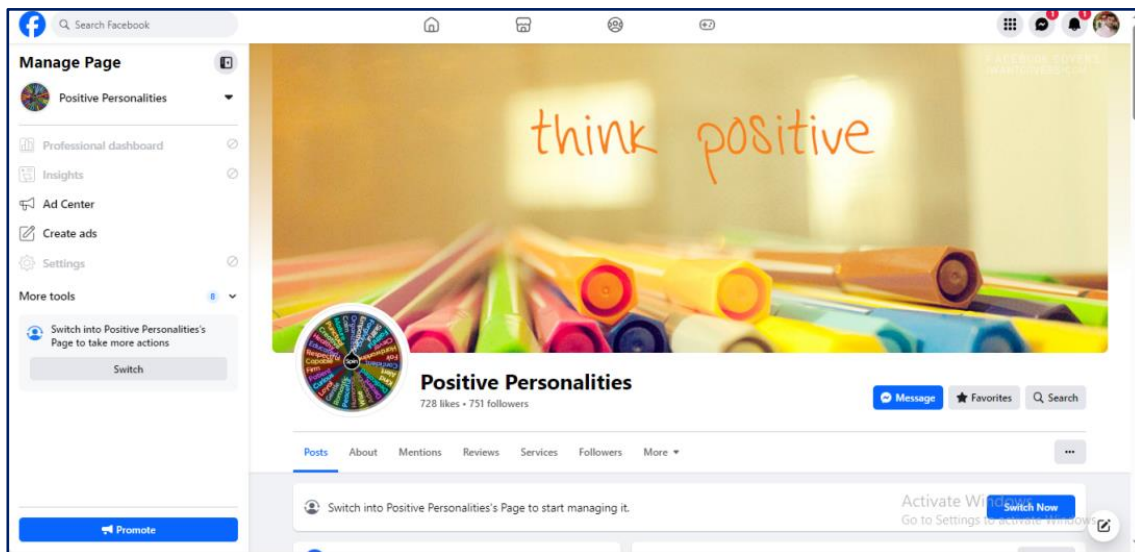 Search Facebook
1
1
Manage Page
Positive Personalities
Professional dashboard
Insights
Ad Center
Create ads
Settings
More tools
8
Switch into Positive Personalities's
Page to take more actions
Switch
Promote
think positive
Spin
Positive Personalities
728 likes • 751 followers
Message
Favorites
Search
Posts
About
Mentions
Reviews
Services
Followers
More
Switch into Positive Personalities's Page to start managing it.
Switch Now
Activate Windows
Go to Settings to activate Windows.